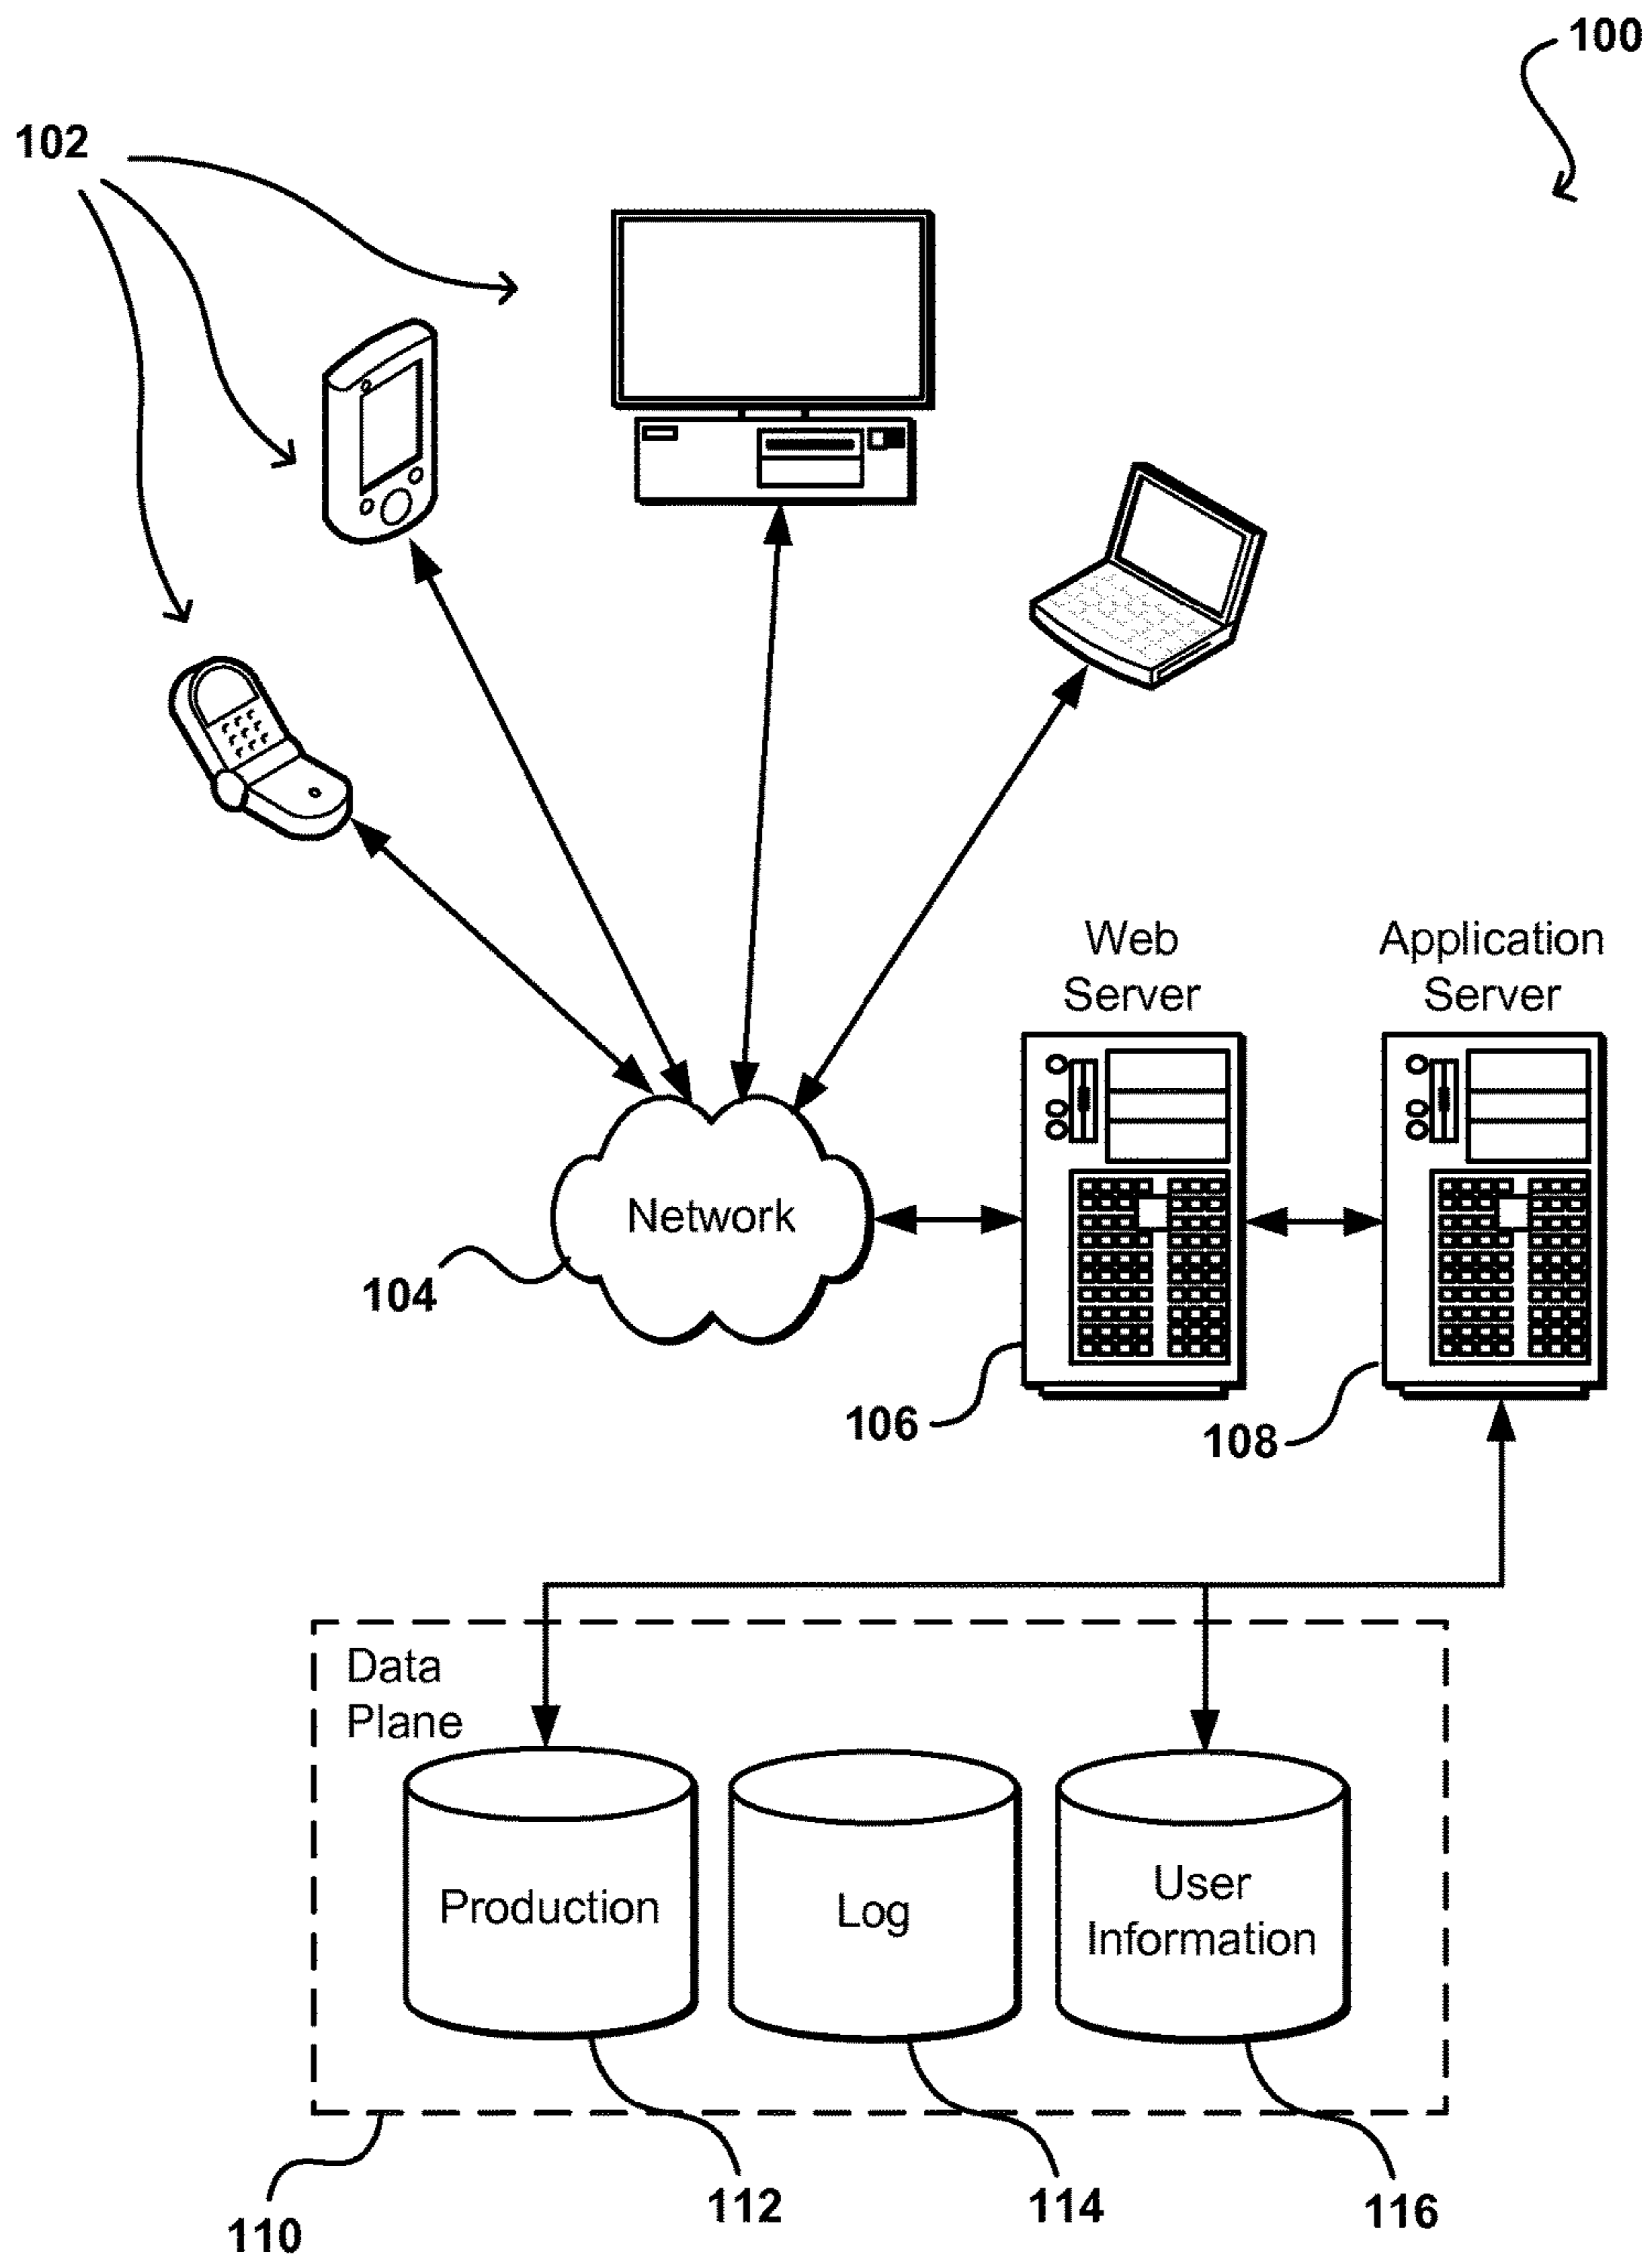 100
102
Web
Server
Application
Server
Network
104
106
108
Data
Plane
Production
Log
User
Information
112
114
116
110